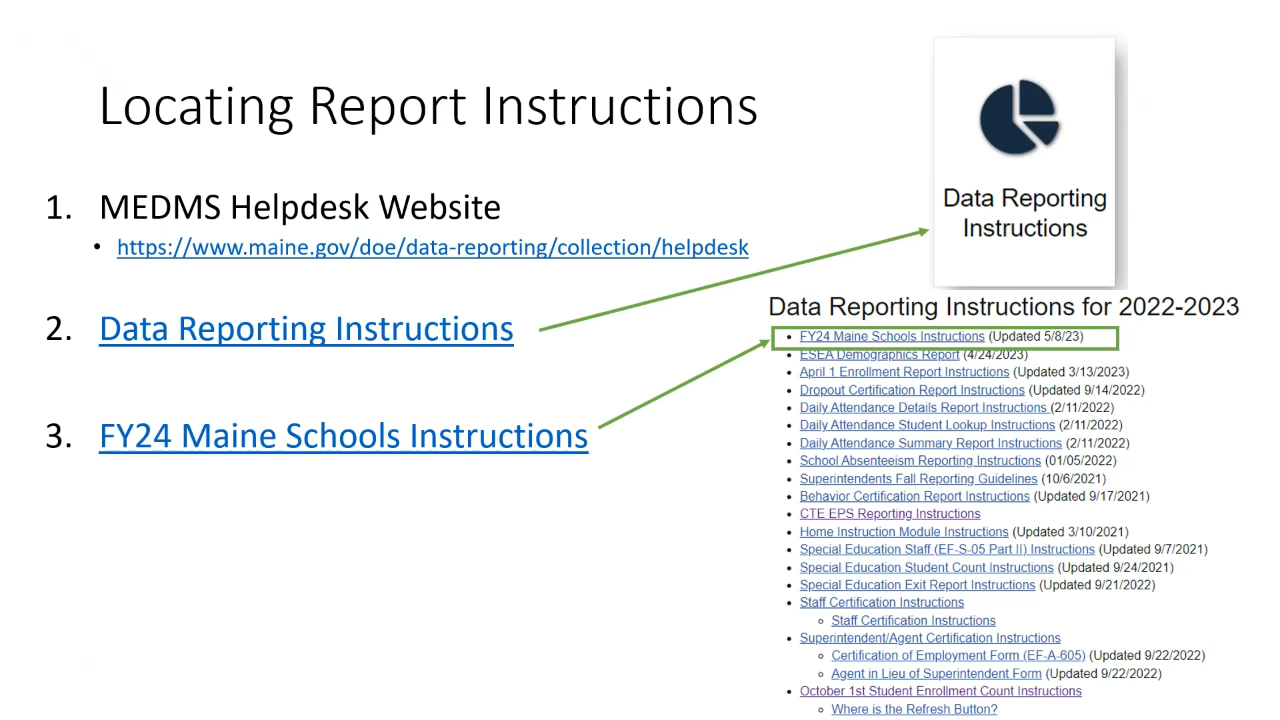 Locating Report Instructions
1. MEDMS Helpdesk Website
• https://www.maine.gov/doe/data-reporting/collection/helpdesk
2. Data Reporting Instructions
3. FY24 Maine Schools Instructions
Data Reporting
Instructions
Data Reporting Instructions for 2022-2023
• FY24 Maine Schools Instructions (Updated 5/8/23)
• ESEA Demographics Report (4/24/2023)
• April 1 Enrollment Report Instructions (Updated 3/13/2023)
• Dropout Certification Report Instructions (Updated 9/14/2022)
• Daily Attendance Details Report Instructions (2/11/2022)
• Daily Attendance Student Lookup Instructions (2/11/2022)
• Daily Attendance Summary Report Instructions (2/11/2022)
• School Absenteeism Reporting Instructions (01/05/2022)
• Superintendents Fall Reporting Guidelines (10/6/2021)
• Behavior Certification Report Instructions (Updated 9/17/2021)
• CTE EPS Reporting Instructions
• Home Instruction Module Instructions (Updated 3/10/2021)
• Special Education Staff (EF-S-05 Part II) Instructions (Updated 9/7/2021)
• Special Education Student Count Instructions (Updated 9/24/2021)
• Special Education Exit Report Instructions (Updated 9/21/2022)
• Staff Certification Instructions
◦ Staff Certification Instructions
• Superintendent/Agent Certification Instructions
◦ Certification of Employment Form (EF-A-605) (Updated 9/22/2022)
◦ Agent in Lieu of Superintendent Form (Updated 9/22/2022)
• October 1st Student Enrollment Count Instructions
◦ Where is the Refresh Button?